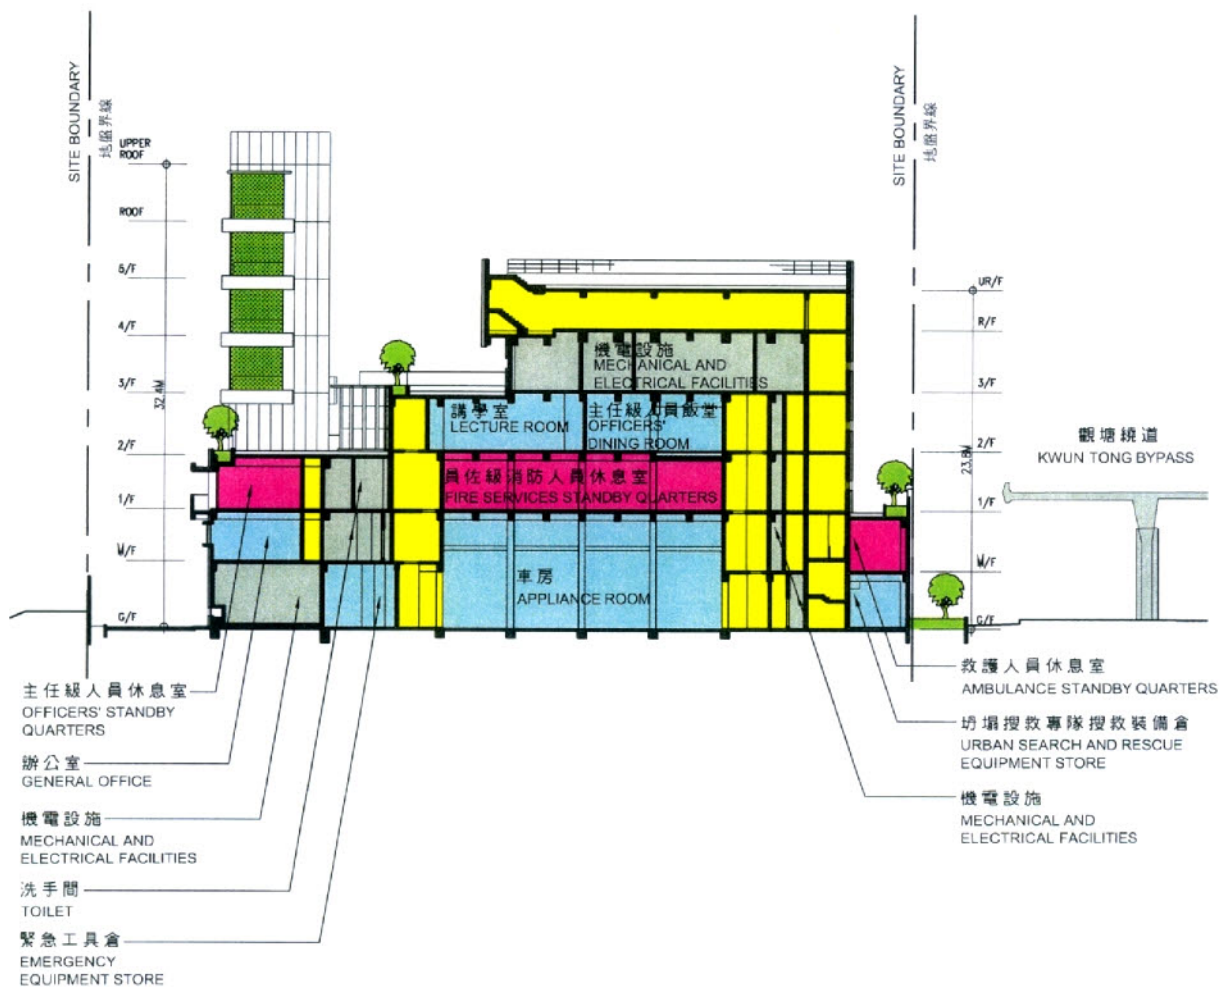 SITE BOUNDARY
地盤界線
UPPER
ROOF
ROOF
5/F
4/F
3/F
2/F
1/F
M/F
G/F
32.4M
SITE BOUNDARY
地盤界線
UR/F
R/F
3/F
2/F
1/F
M/F
G/F
23.8M
機電設施
MECHANICAL AND
ELECTRICAL FACILITIES
講學室
LECTURE ROOM
主任級人員飯堂
OFFICERS'
DINING ROOM
員佐級消防人員休息室
FIRE SERVICES STANDBY QUARTERS
車房
APPLIANCE ROOM
觀塘繞道
KWUN TONG BYPASS
主任級人員休息室
OFFICERS' STANDBY
QUARTERS
辦公室
GENERAL OFFICE
機電設施
MECHANICAL AND
ELECTRICAL FACILITIES
洗手間
TOILET
緊急工具倉
EMERGENCY
EQUIPMENT STORE
救護人員休息室
AMBULANCE STANDBY QUARTERS
坍塌搜救專隊搜救裝備倉
URBAN SEARCH AND RESCUE
EQUIPMENT STORE
機電設施
MECHANICAL AND
ELECTRICAL FACILITIES